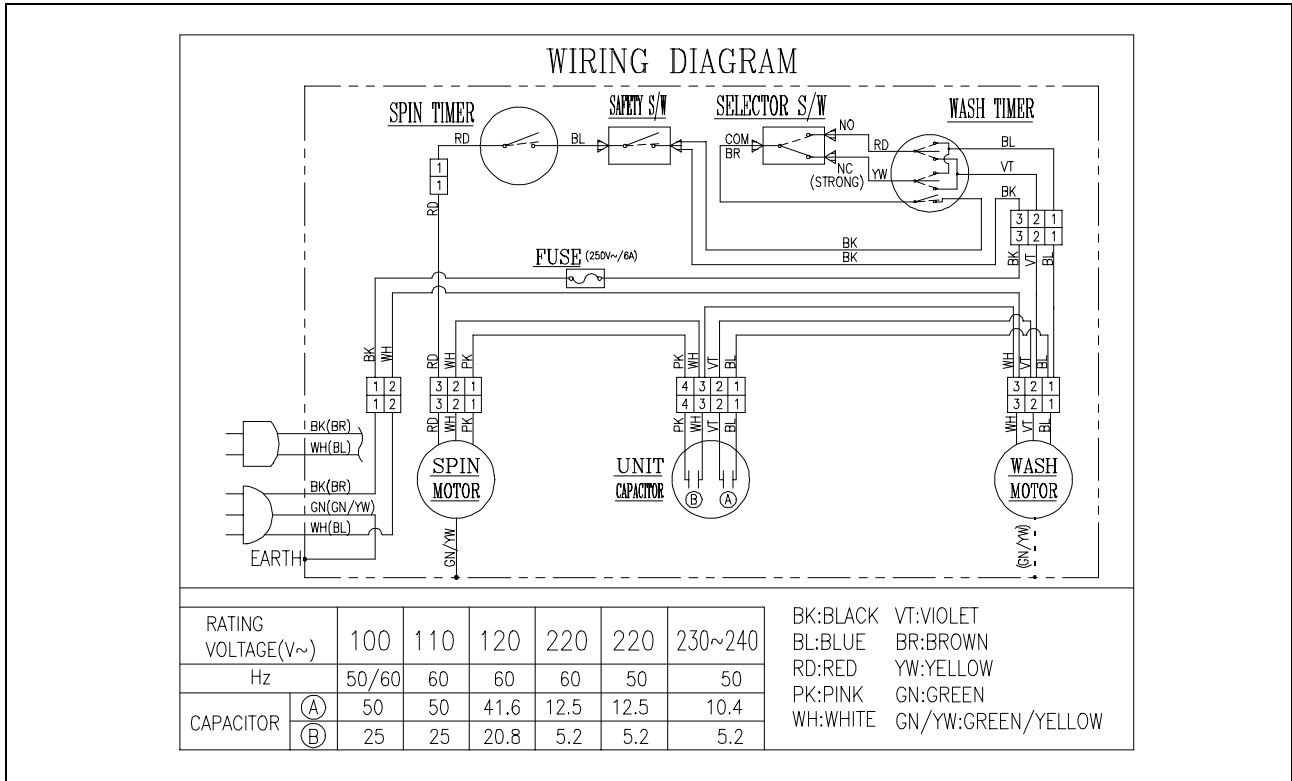 WIRING DIAGRAM
SPIN TIMER
SAFETY S/W
SELECTOR S/W
WASH TIMER
RD
BL
COM
BR
NO
NC
(STRONG)
RD
YW
BL
VT
BK
1
1
RD
3 2 1
3 2 1
BK
BK
BK
VT
BL
FUSE (250V~/6A)
BK
WH
RD
WH
PK
PK
WH
VT
BL
WH
VT
BL
1 2
1 2
3 2 1
3 2 1
4 3 2 1
4 3 2 1
3 2 1
3 2 1
RD
WH
PK
PK
WH
VT
BL
WH
VT
BL
BK(BR)
WH(BL)
SPIN
MOTOR
UNIT
CAPACITOR
B
A
WASH
MOTOR
BK(BR)
GN(GN/YW)
WH(BL)
EARTH
GN/YW
(GN/YW)
RATING
VOLTAGE(V~) 100 110 120 220 220 230~240
Hz 50/60 60 60 60 50 50
CAPACITOR
A 50 50 41.6 12.5 12.5 10.4
B 25 25 20.8 5.2 5.2 5.2
BK:BLACK VT:VIOLET
BL:BLUE BR:BROWN
RD:RED YW:YELLOW
PK:PINK GN:GREEN
WH:WHITE GN/YW:GREEN/YELLOW